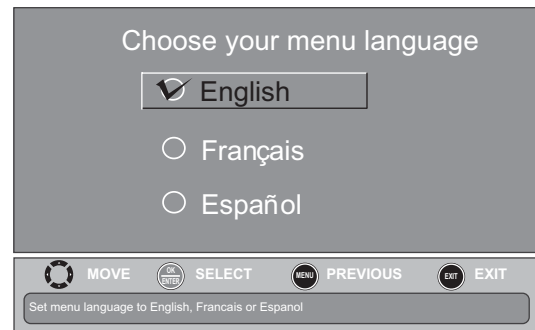 Choose your menu language
English
Français
Español
MOVE OK ENTER SELECT MENU PREVIOUS EXIT EXIT
Set menu language to English, Francais or Espanol